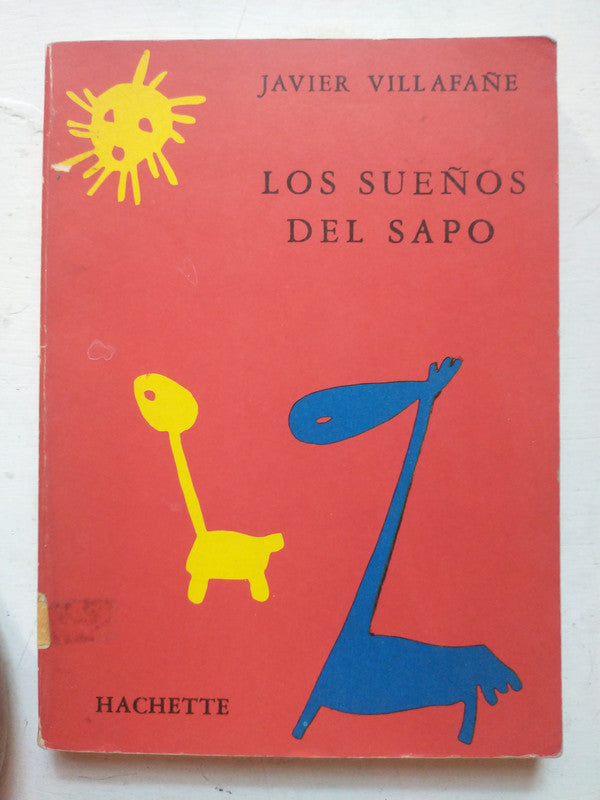 JAVIER VILLAFAÑE
LOS SUEÑOS
DEL SAPO
HACHETTE